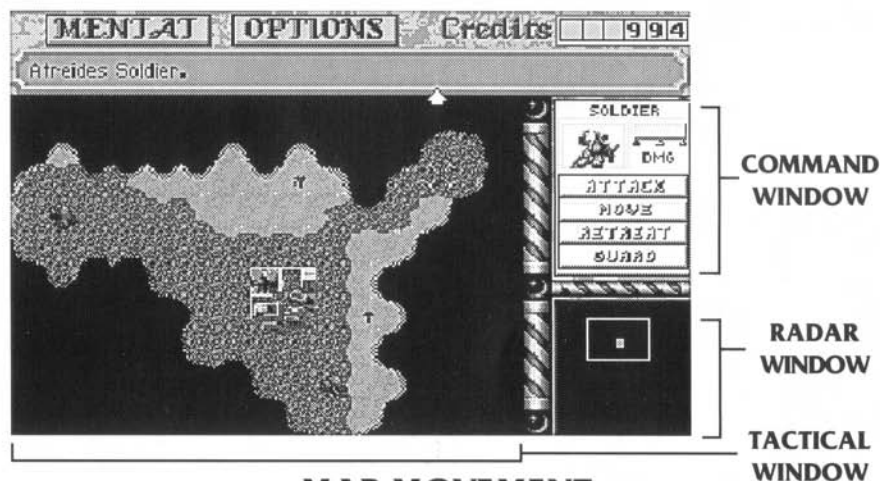 MENTAT OPTIONS Credits 994
Atreides Soldier.
SOLDIER
DMG
ATTACK
MOVE
RETREAT
GUARD
COMMAND
WINDOW
RADAR
WINDOW
TACTICAL
WINDOW
MAP MOVEMENT